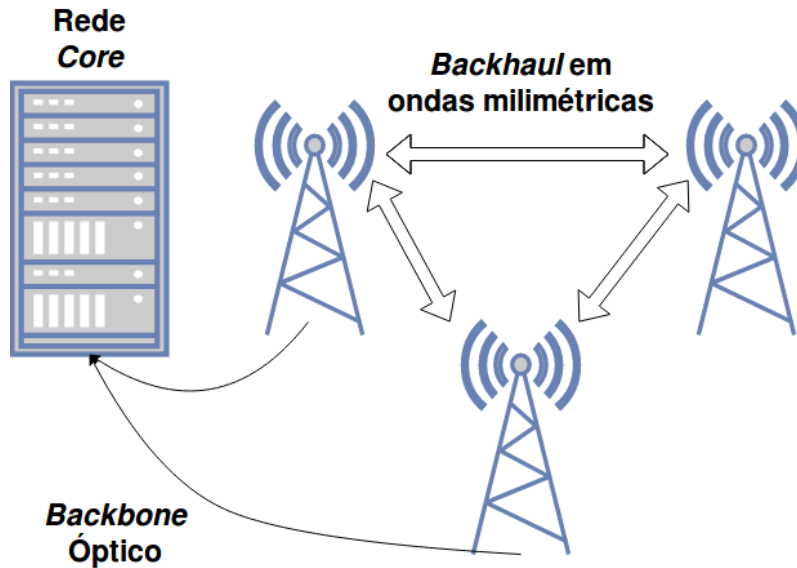 Rede
Core
Backhaul em
ondas milimétricas
Backbone
Óptico